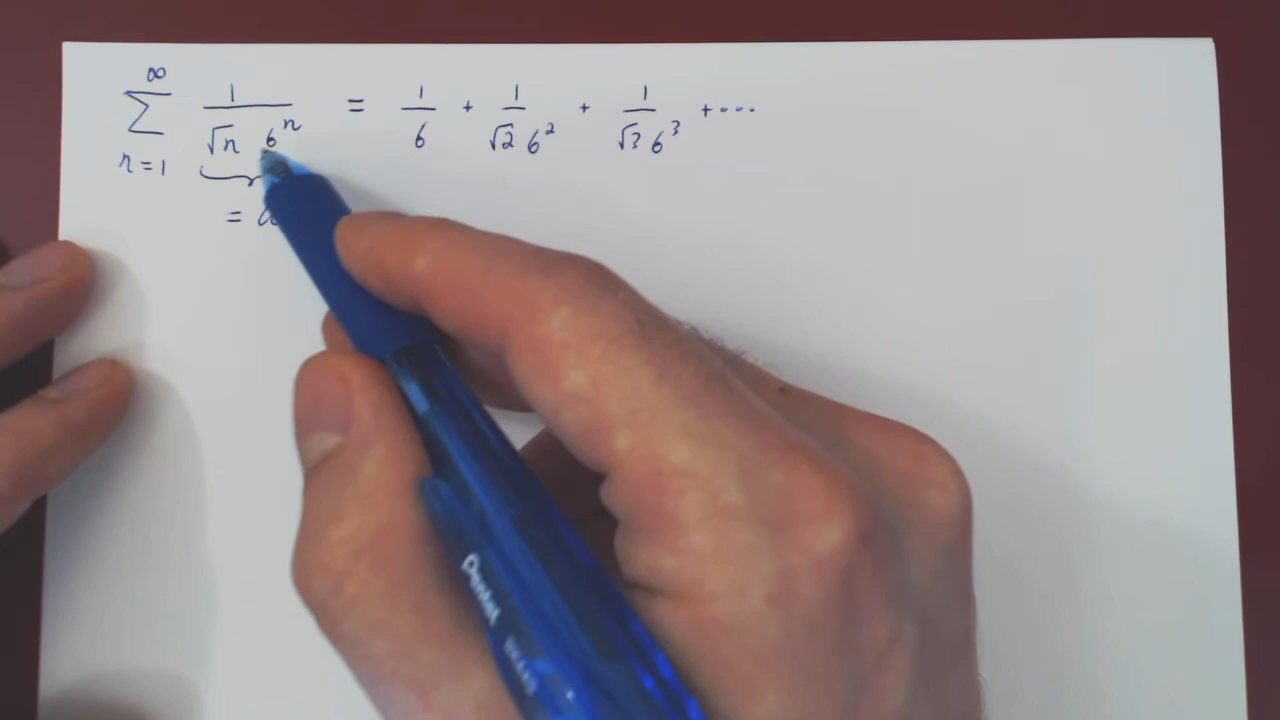 ∞
∑ 1/(√n 6^n) = 1/6 + 1/(√2 6^2) + 1/(√3 6^3) + ...
n=1
= a
Pentel